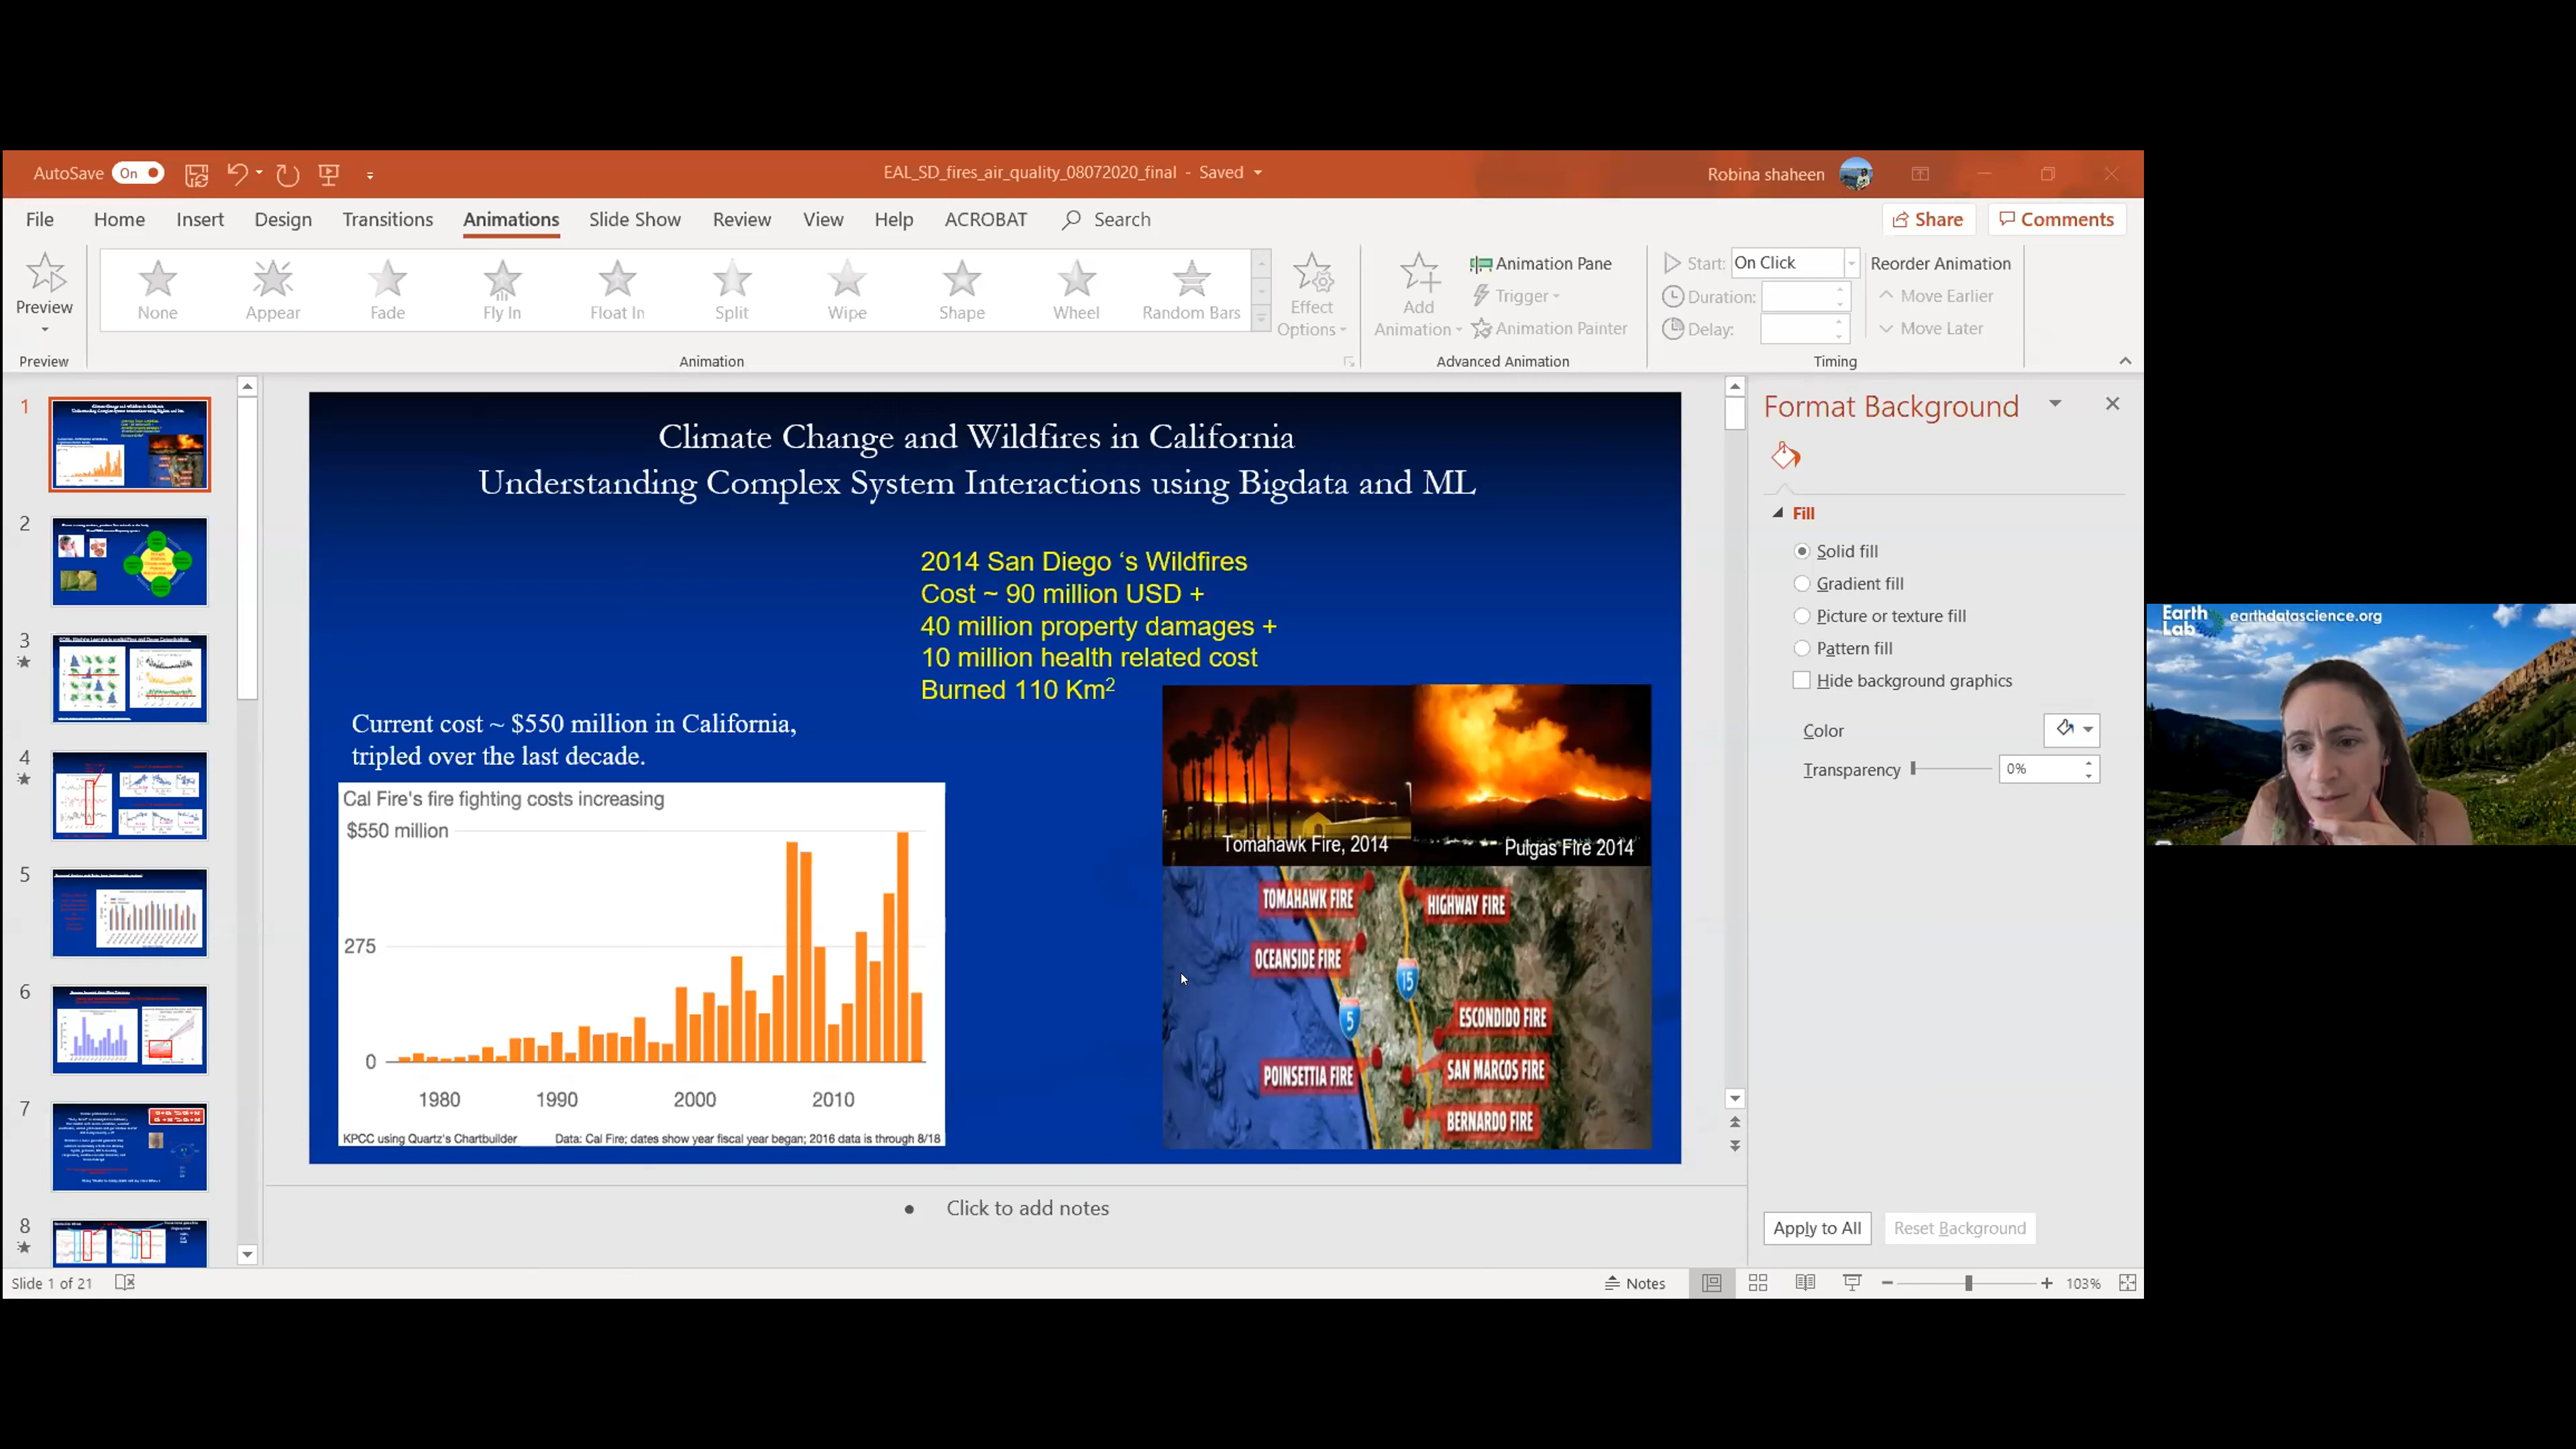 AutoSave On
EAL_SD_fires_air_quality_08072020_final - Saved
Robina shaheen
File Home Insert Design Transitions Animations Slide Show Review View Help ACROBAT Search
Share Comments
Preview
None Appear Fade Fly In Float In Split Wipe Shape Wheel Random Bars
Effect Options
Add Animation
Animation Pane
Trigger
Animation Painter
Start: On Click
Duration:
Delay:
Reorder Animation
Move Earlier
Move Later
Preview Animation Advanced Animation Timing
1
2
3
4
5
6
7
8
Climate Change and Wildfires in California
Understanding Complex System Interactions using Bigdata and ML
2014 San Diego ‘s Wildfires
Cost ~ 90 million USD +
40 million property damages +
10 million health related cost
Burned 110 Km²
Current cost ~ $550 million in California,
tripled over the last decade.
Cal Fire's fire fighting costs increasing
$550 million
275
0
1980 1990 2000 2010
KPCC using Quartz's Chartbuilder Data: Cal Fire; dates show year fiscal year began; 2016 data is through 8/18
Tomahawk Fire, 2014
Pulgas Fire 2014
TOMAHAWK FIRE
HIGHWAY FIRE
OCEANSIDE FIRE
15
5
ESCONDIDO FIRE
POINSETTIA FIRE
SAN MARCOS FIRE
BERNARDO FIRE
Click to add notes
Format Background
Fill
Solid fill
Gradient fill
Picture or texture fill
Pattern fill
Hide background graphics
Color
Transparency 0%
Apply to All Reset Background
Slide 1 of 21
Notes
103%
Earth Lab
earthdatascience.org